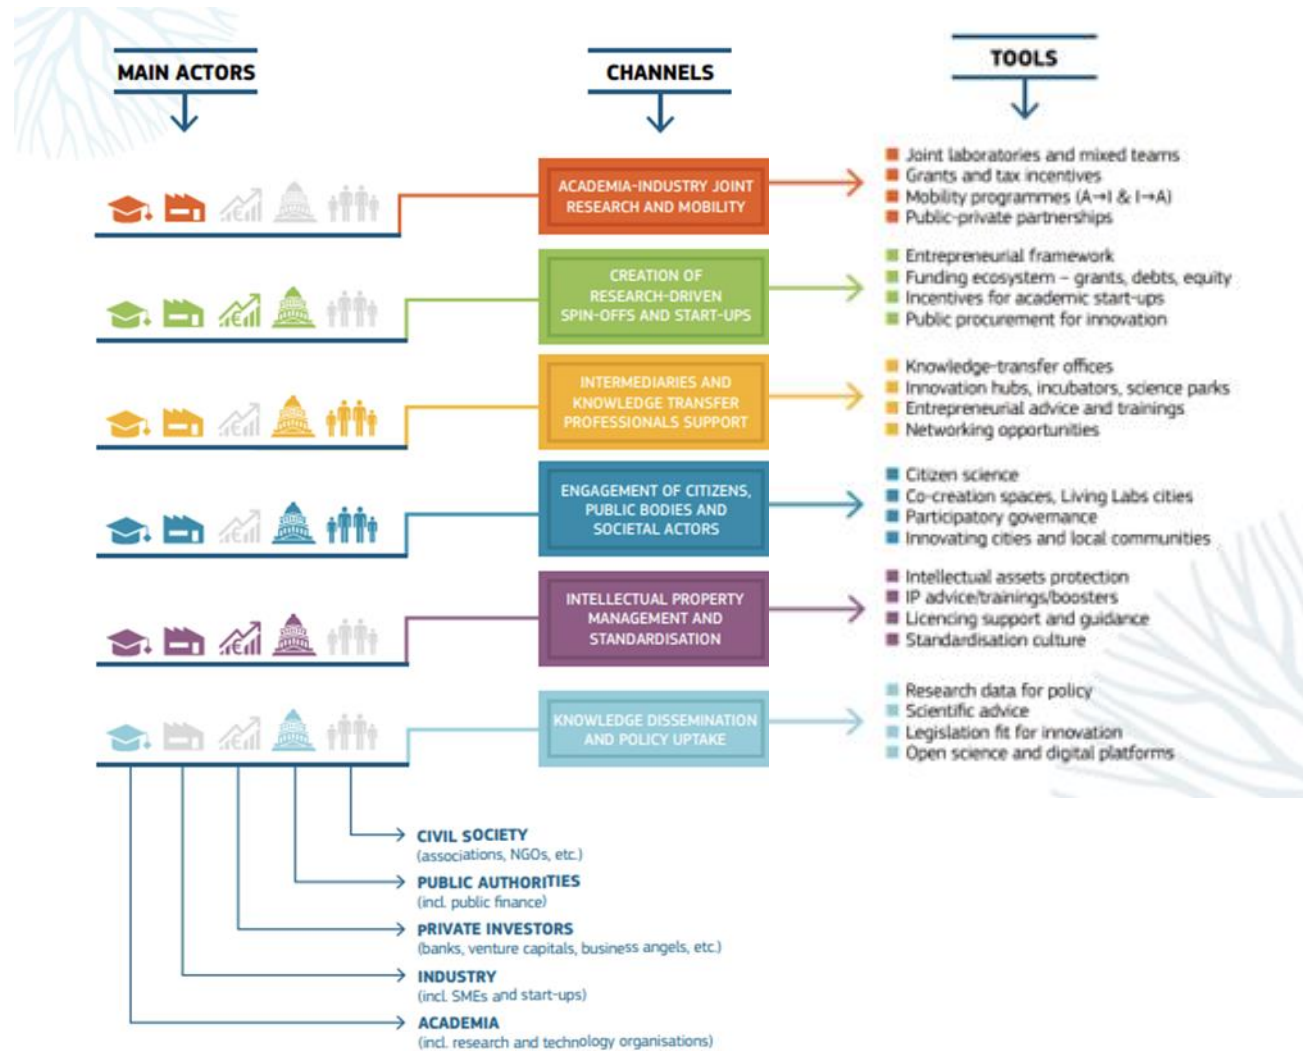 MAIN ACTORS
CHANNELS
TOOLS
ACADEMIA-INDUSTRY JOINT
RESEARCH AND MOBILITY
Joint laboratories and mixed teams
Grants and tax incentives
Mobility programmes (A→I & I→A)
Public-private partnerships
CREATION OF
RESEARCH-DRIVEN
SPIN-OFFS AND START-UPS
Entrepreneurial framework
Funding ecosystem – grants, debts, equity
Incentives for academic start-ups
Public procurement for innovation
INTERMEDIARIES AND
KNOWLEDGE TRANSFER
PROFESSIONALS SUPPORT
Knowledge-transfer offices
Innovation hubs, incubators, science parks
Entrepreneurial advice and trainings
Networking opportunities
ENGAGEMENT OF CITIZENS,
PUBLIC BODIES AND
SOCIETAL ACTORS
Citizen science
Co-creation spaces, Living Labs cities
Participatory governance
Innovating cities and local communities
INTELLECTUAL PROPERTY
MANAGEMENT AND
STANDARDISATION
Intellectual assets protection
IP advice/trainings/boosters
Licencing support and guidance
Standardisation culture
KNOWLEDGE DISSEMINATION
AND POLICY UPTAKE
Research data for policy
Scientific advice
Legislation fit for innovation
Open science and digital platforms
CIVIL SOCIETY
(associations, NGOs, etc.)
PUBLIC AUTHORITIES
(incl. public finance)
PRIVATE INVESTORS
(banks, venture capitals, business angels, etc.)
INDUSTRY
(incl. SMEs and start-ups)
ACADEMIA
(incl. research and technology organisations)